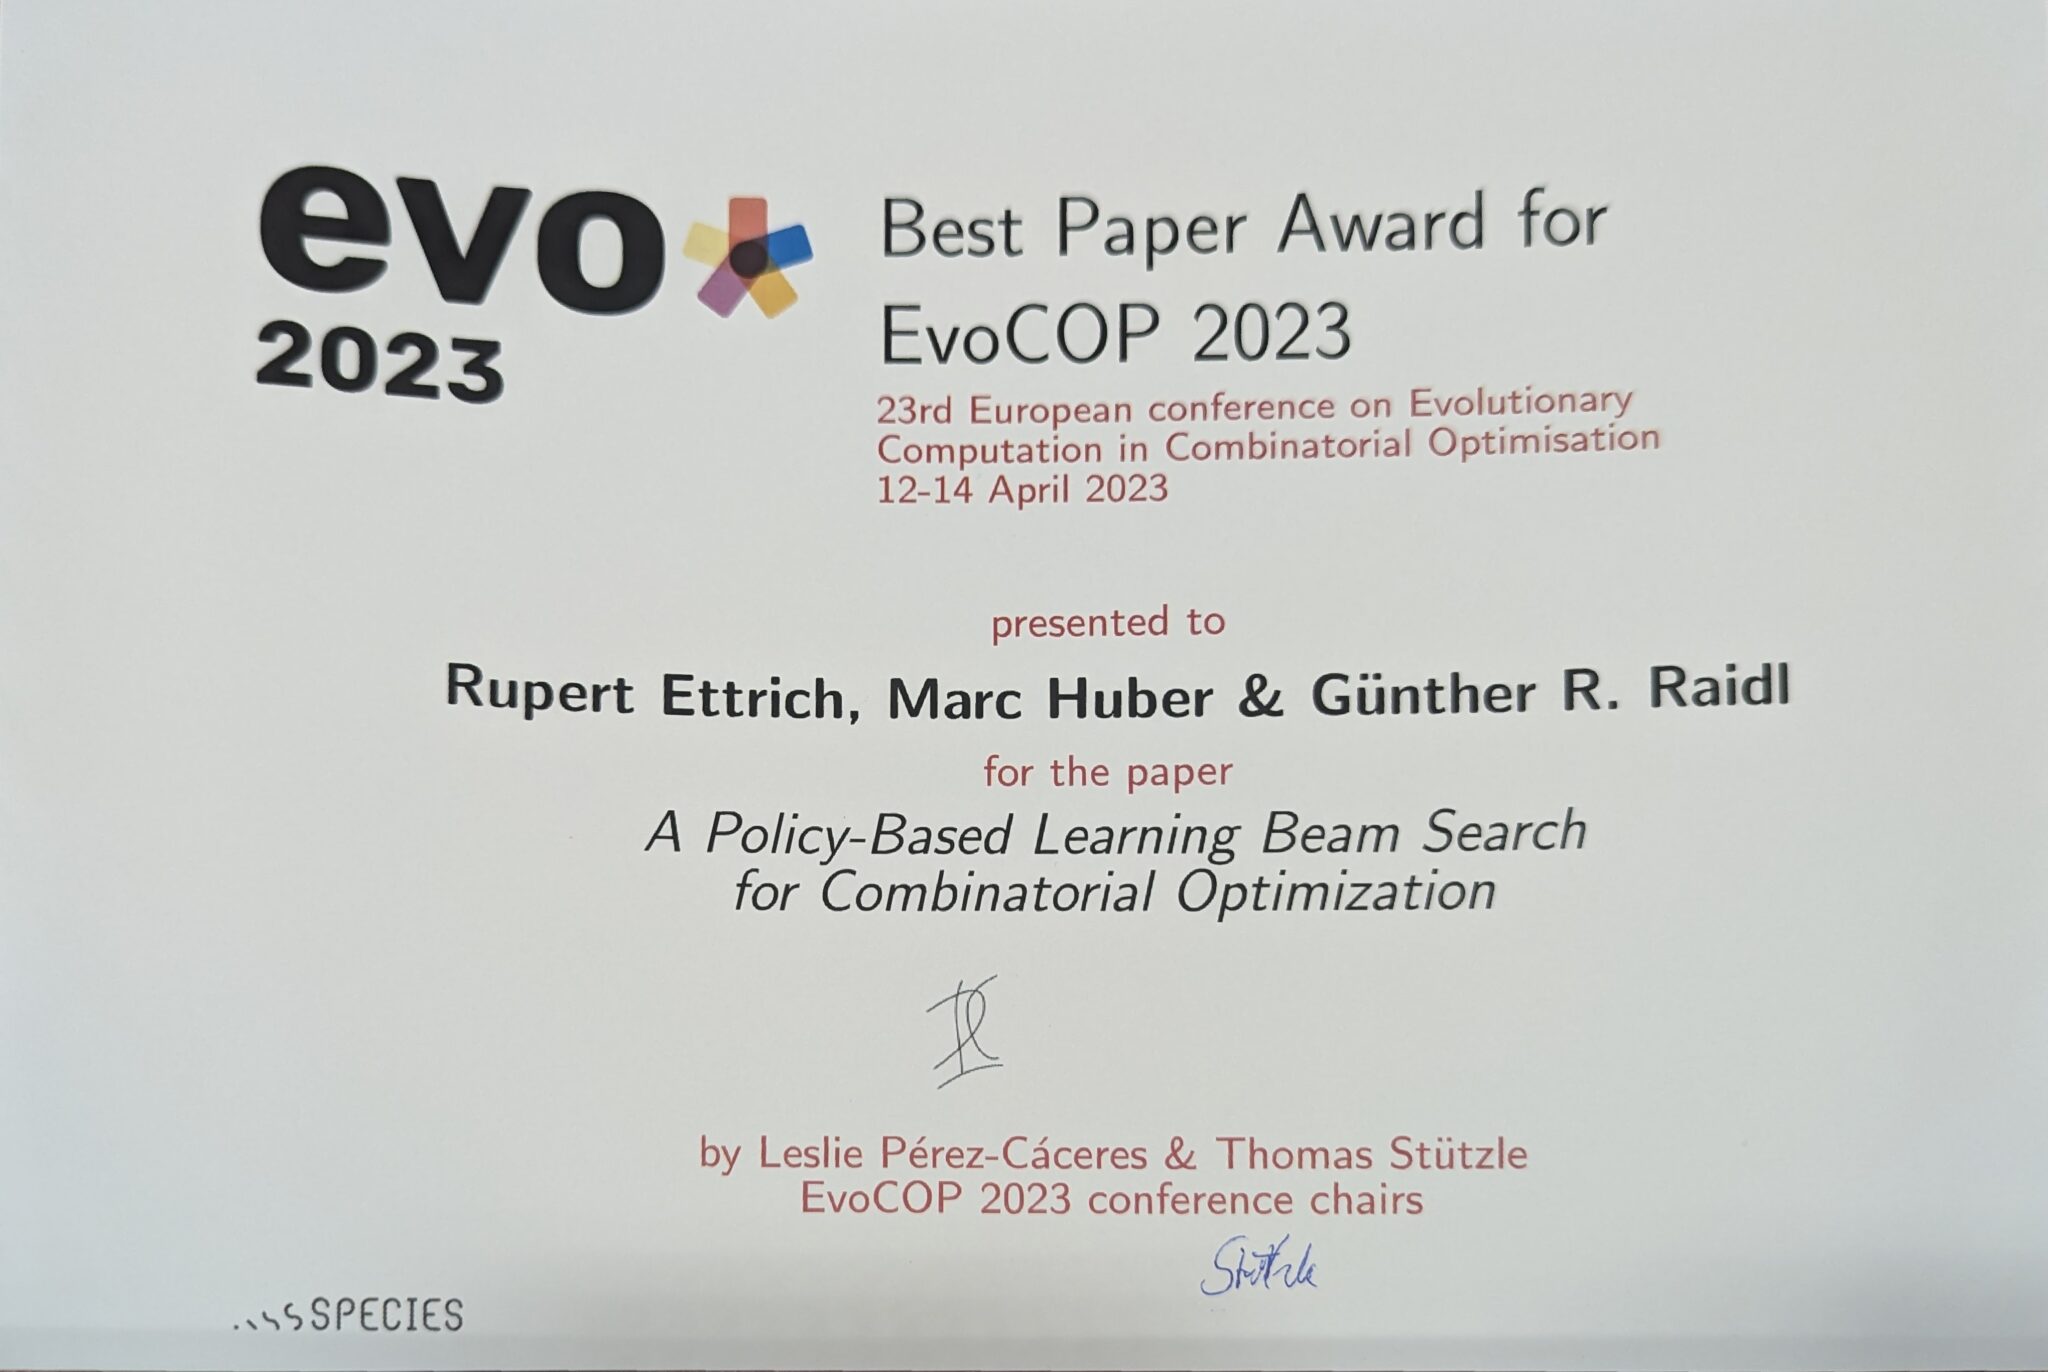 evo*
2023
Best Paper Award for
EvoCOP 2023
23rd European conference on Evolutionary
Computation in Combinatorial Optimisation
12-14 April 2023
presented to
Rupert Ettrich, Marc Huber & Günther R. Raidl
for the paper
A Policy-Based Learning Beam Search
for Combinatorial Optimization
by Leslie Pérez-Cáceres & Thomas Stützle
EvoCOP 2023 conference chairs
Stützle
SPECIES